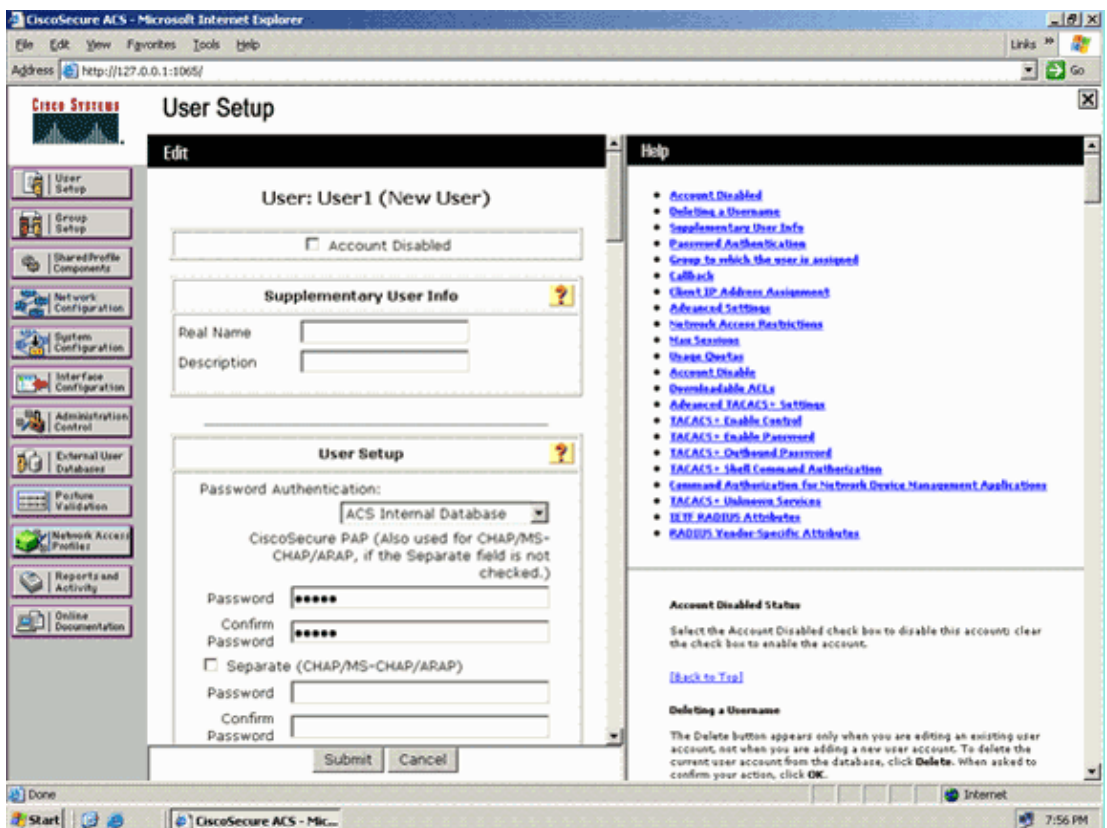 CiscoSecure ACS - Microsoft Internet Explorer
File Edit View Favorites Tools Help
Links »
Address http://127.0.0.1:1065/
Go
CISCO SYSTEMS
User Setup
User Setup
Group Setup
Shared Profile Components
Network Configuration
System Configuration
Interface Configuration
Administration Control
External User Databases
Posture Validation
Network Access Profiles
Reports and Activity
Online Documentation
Edit
User: User1 (New User)
Account Disabled
Supplementary User Info
?
Real Name
Description
User Setup
?
Password Authentication:
ACS Internal Database
CiscoSecure PAP (Also used for CHAP/MS-
CHAP/ARAP, if the Separate field is not
checked.)
Password •••••
Confirm
Password •••••
Separate (CHAP/MS-CHAP/ARAP)
Password
Confirm
Password
Submit Cancel
Help
• Account Disabled
• Deleting a Username
• Supplementary User Info
• Password Authentication
• Group to which the user is assigned
• Callback
• Client IP Address Assignment
• Advanced Settings
• Network Access Restrictions
• Max Sessions
• Usage Quotas
• Account Disable
• Downloadable ACLs
• Advanced TACACS+ Settings
• TACACS+ Enable Control
• TACACS+ Enable Password
• TACACS+ Outbound Password
• TACACS+ Shell Command Authorization
• Command Authorization for Network Device Management Applications
• TACACS+ Unknown Services
• IETF RADIUS Attributes
• RADIUS Vendor-Specific Attributes
Account Disabled Status
Select the Account Disabled check box to disable this account; clear
the check box to enable the account.
[Back to Top]
Deleting a Username
The Delete button appears only when you are editing an existing user
account, not when you are adding a new user account. To delete the
current user account from the database, click Delete. When asked to
confirm your action, click OK.
Done
Internet
Start
CiscoSecure ACS - Mic...
7:56 PM